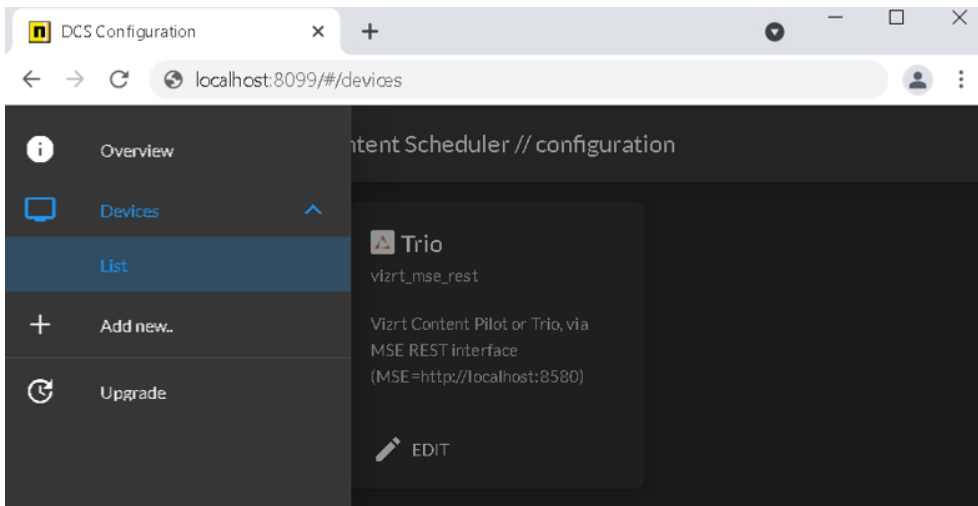 n DCS Configuration
localhost:8099/#/devices
ntent Scheduler // configuration
Overview
Devices
List
Add new..
Upgrade
Trio
vizrt_mse_rest
Vizrt Content Pilot or Trio, via
MSE REST interface
(MSE=http://localhost:8580)
EDIT